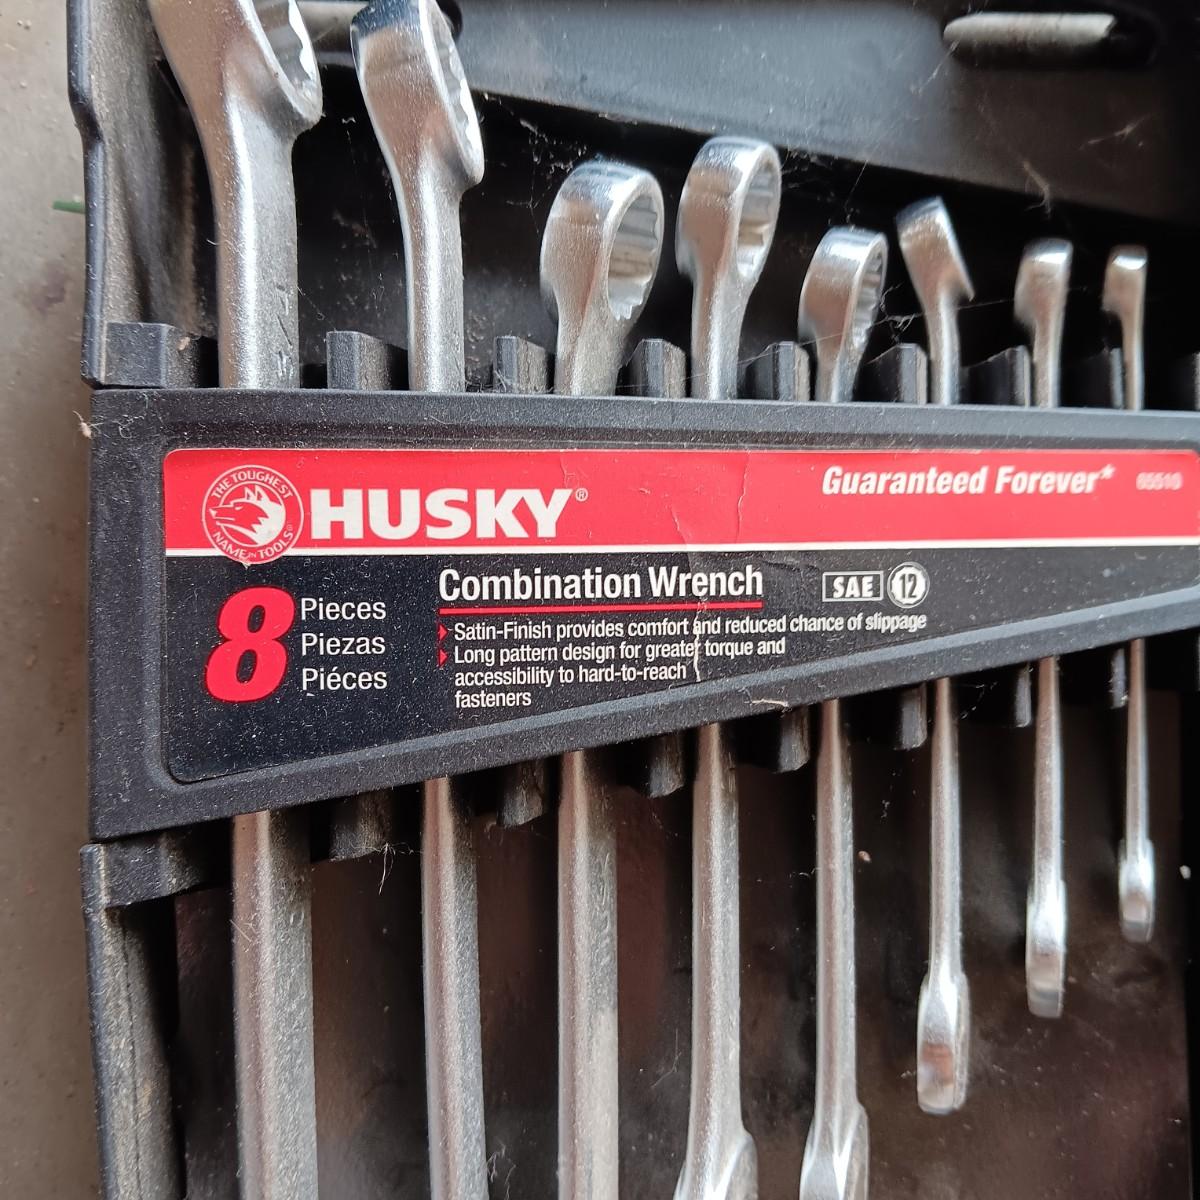 THE TOUGHEST
NAME IN TOOLS
HUSKY®
Guaranteed Forever*
8
Pieces
Piezas
Piéces
Combination Wrench
SAE 12
Satin-Finish provides comfort and reduced chance of slippage
Long pattern design for greater torque and
accessibility to hard-to-reach
fasteners